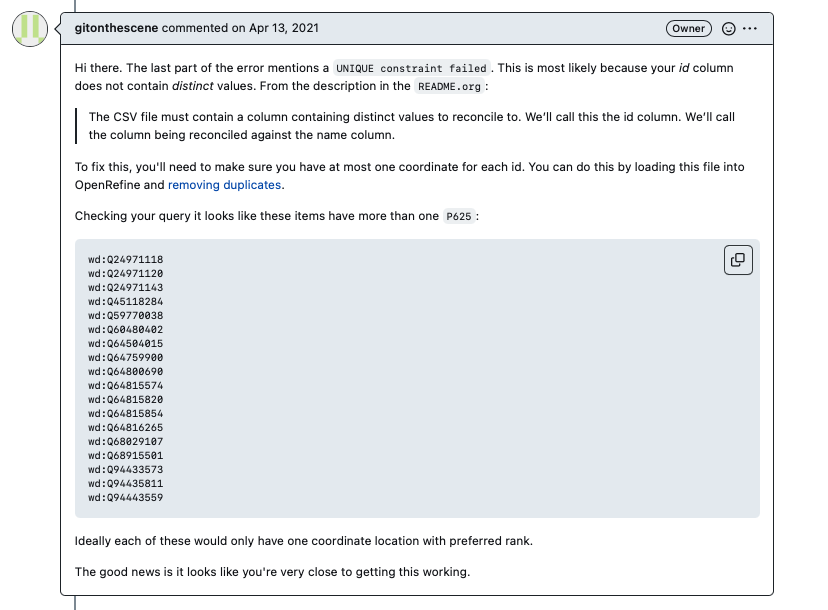 gitonthescene commented on Apr 13, 2021
Owner
Hi there. The last part of the error mentions a UNIQUE constraint failed . This is most likely because your id column
does not contain distinct values. From the description in the README.org :
The CSV file must contain a column containing distinct values to reconcile to. We’ll call this the id column. We’ll call
the column being reconciled against the name column.
To fix this, you'll need to make sure you have at most one coordinate for each id. You can do this by loading this file into
OpenRefine and removing duplicates.
Checking your query it looks like these items have more than one P625 :
wd:Q24971118
wd:Q24971120
wd:Q24971143
wd:Q45118284
wd:Q59770038
wd:Q60480402
wd:Q64504015
wd:Q64759900
wd:Q64800690
wd:Q64815574
wd:Q64815820
wd:Q64815854
wd:Q64816265
wd:Q68029107
wd:Q68915501
wd:Q94433573
wd:Q94435811
wd:Q94443559
Ideally each of these would only have one coordinate location with preferred rank.
The good news is it looks like you're very close to getting this working.